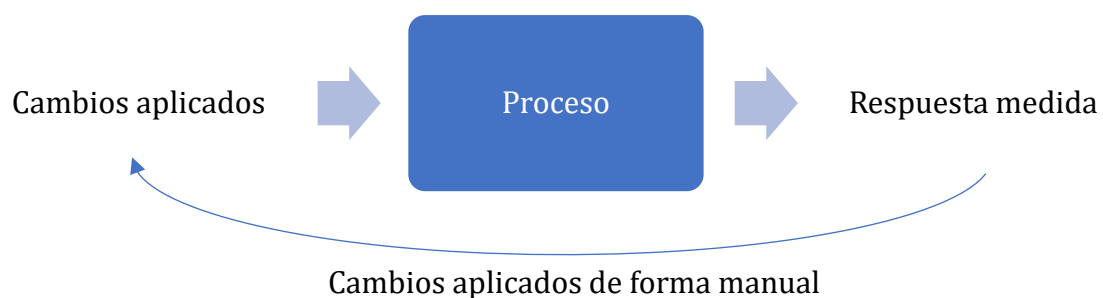 Cambios aplicados
Proceso
Respuesta medida
Cambios aplicados de forma manual